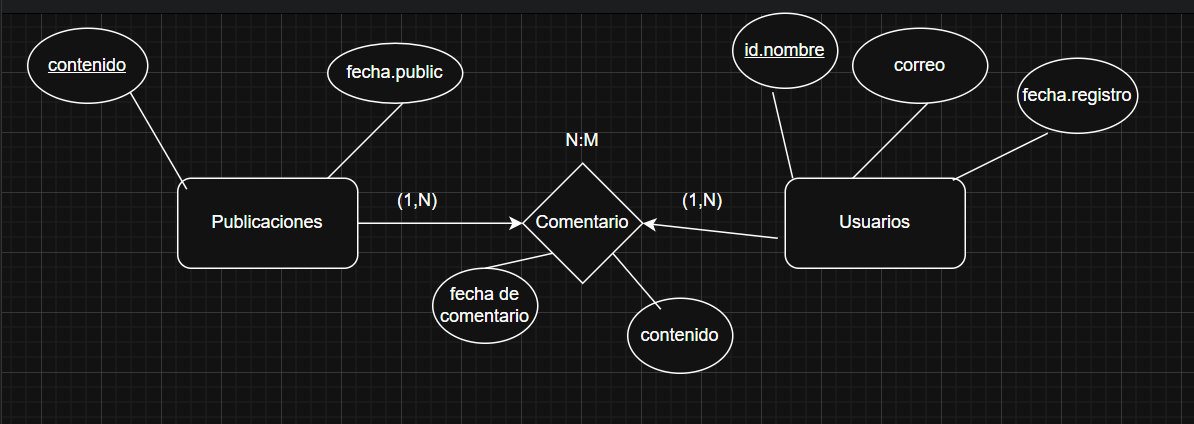 contenido
fecha.public
id.nombre
correo
fecha.registro
N:M
(1,N)
(1,N)
Publicaciones
Comentario
Usuarios
fecha de
comentario
contenido